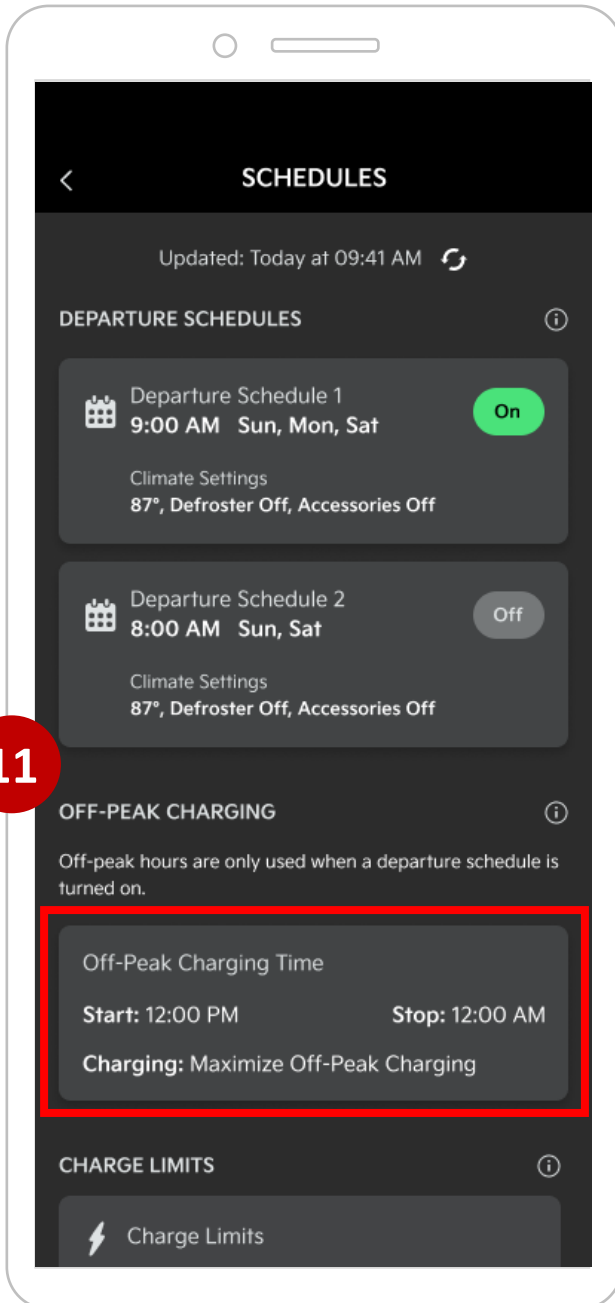 SCHEDULES
Updated: Today at 09:41 AM
DEPARTURE SCHEDULES
Departure Schedule 1
9:00 AM Sun, Mon, Sat
On
Climate Settings
87°, Defroster Off, Accessories Off
Departure Schedule 2
8:00 AM Sun, Sat
Off
Climate Settings
87°, Defroster Off, Accessories Off
11
OFF-PEAK CHARGING
Off-peak hours are only used when a departure schedule is
turned on.
Off-Peak Charging Time
Start: 12:00 PM Stop: 12:00 AM
Charging: Maximize Off-Peak Charging
CHARGE LIMITS
Charge Limits